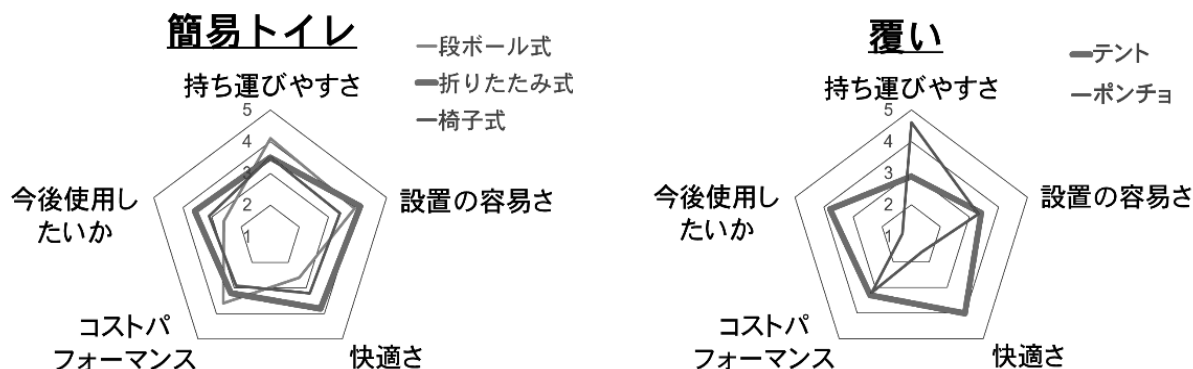 簡易トイレ
段ボール式
折りたたみ式
椅子式
持ち運びやすさ
5
4
3
2
1
設置の容易さ
快適さ
コストパ
フォーマンス
今後使用し
たいか
覆い
テント
ポンチョ
持ち運びやすさ
5
4
3
2
1
設置の容易さ
快適さ
コストパ
フォーマンス
今後使用し
たいか